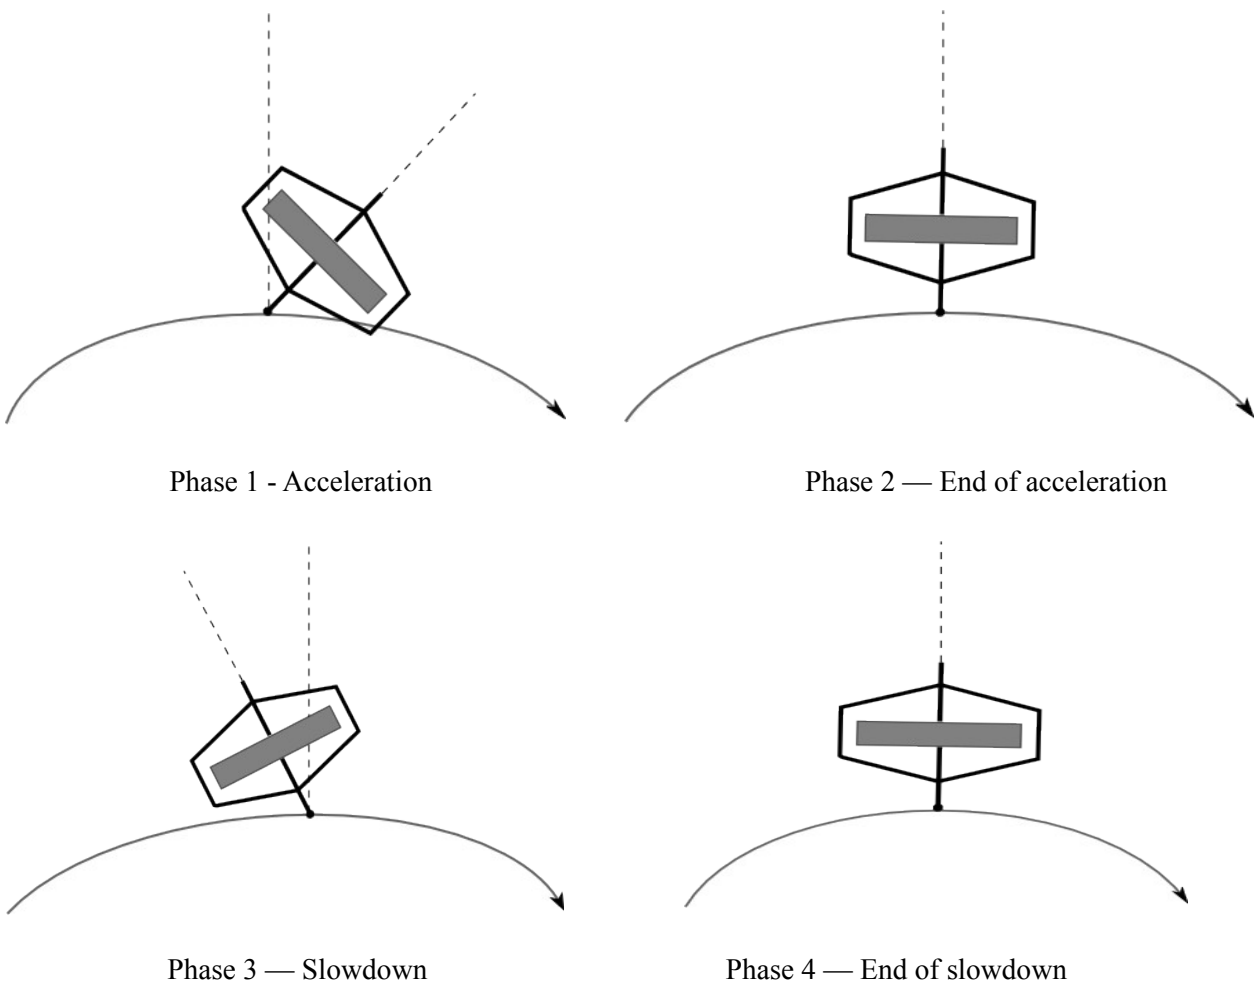 Phase 1 - Acceleration
Phase 2 — End of acceleration
Phase 3 — Slowdown
Phase 4 — End of slowdown